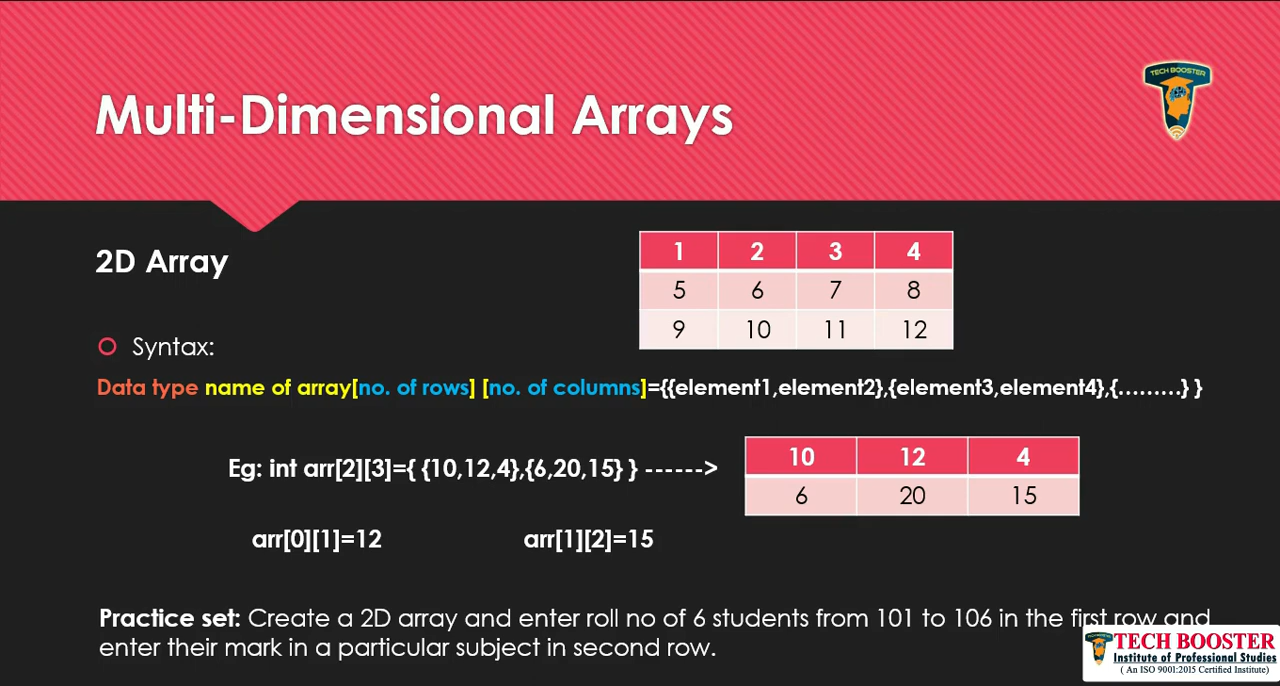 TECH BOOSTER
Multi-Dimensional Arrays
2D Array
1 2 3 4
5 6 7 8
9 10 11 12
Syntax:
Data type name of array[no. of rows] [no. of columns]={{element1,element2},{element3,element4},{.........} }
Eg: int arr[2][3]={ {10,12,4},{6,20,15} } ------>
10 12 4
6 20 15
arr[0][1]=12 arr[1][2]=15
Practice set: Create a 2D array and enter roll no of 6 students from 101 to 106 in the first row and
enter their mark in a particular subject in second row.
TECH BOOSTER
Institute of Professional Studies
( An ISO 9001:2015 Certified Institute)